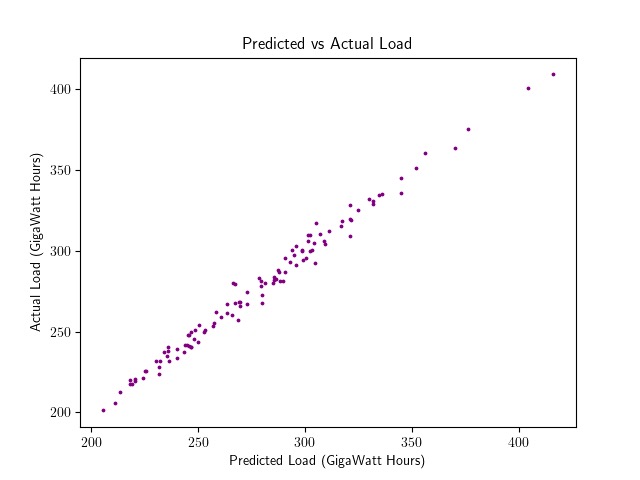 Predicted vs Actual Load
Actual Load (GigaWatt Hours)
400
350
300
250
200
200 250 300 350 400
Predicted Load (GigaWatt Hours)